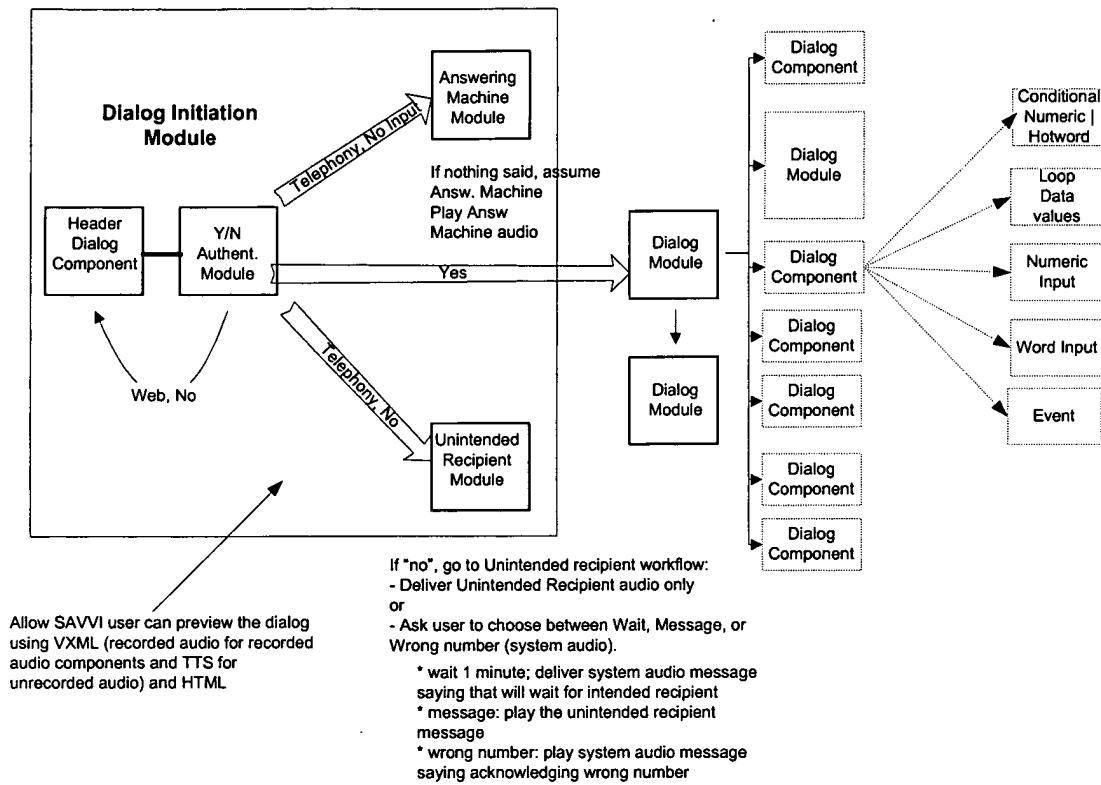 Dialog Initiation
Module
Header
Dialog
Component
Y/N
Authent.
Module
Web, No
Telephony, No Input
Answering
Machine
Module
If nothing said, assume
Answ. Machine
Play Answ
Machine audio
Yes
Telephony, No
Unintended
Recipient
Module
Dialog
Module
Dialog
Module
Dialog
Component
Dialog
Module
Dialog
Component
Dialog
Component
Dialog
Component
Dialog
Component
Dialog
Component
Conditional
Numeric |
Hotword
Loop
Data
values
Numeric
Input
Word Input
Event
Allow SAVVI user can preview the dialog
using VXML (recorded audio for recorded
audio components and TTS for
unrecorded audio) and HTML
If "no", go to Unintended recipient workflow:
- Deliver Unintended Recipient audio only
or
- Ask user to choose between Wait, Message, or
Wrong number (system audio).
* wait 1 minute; deliver system audio message
saying that will wait for intended recipient
* message: play the unintended recipient
message
* wrong number: play system audio message
saying acknowledging wrong number